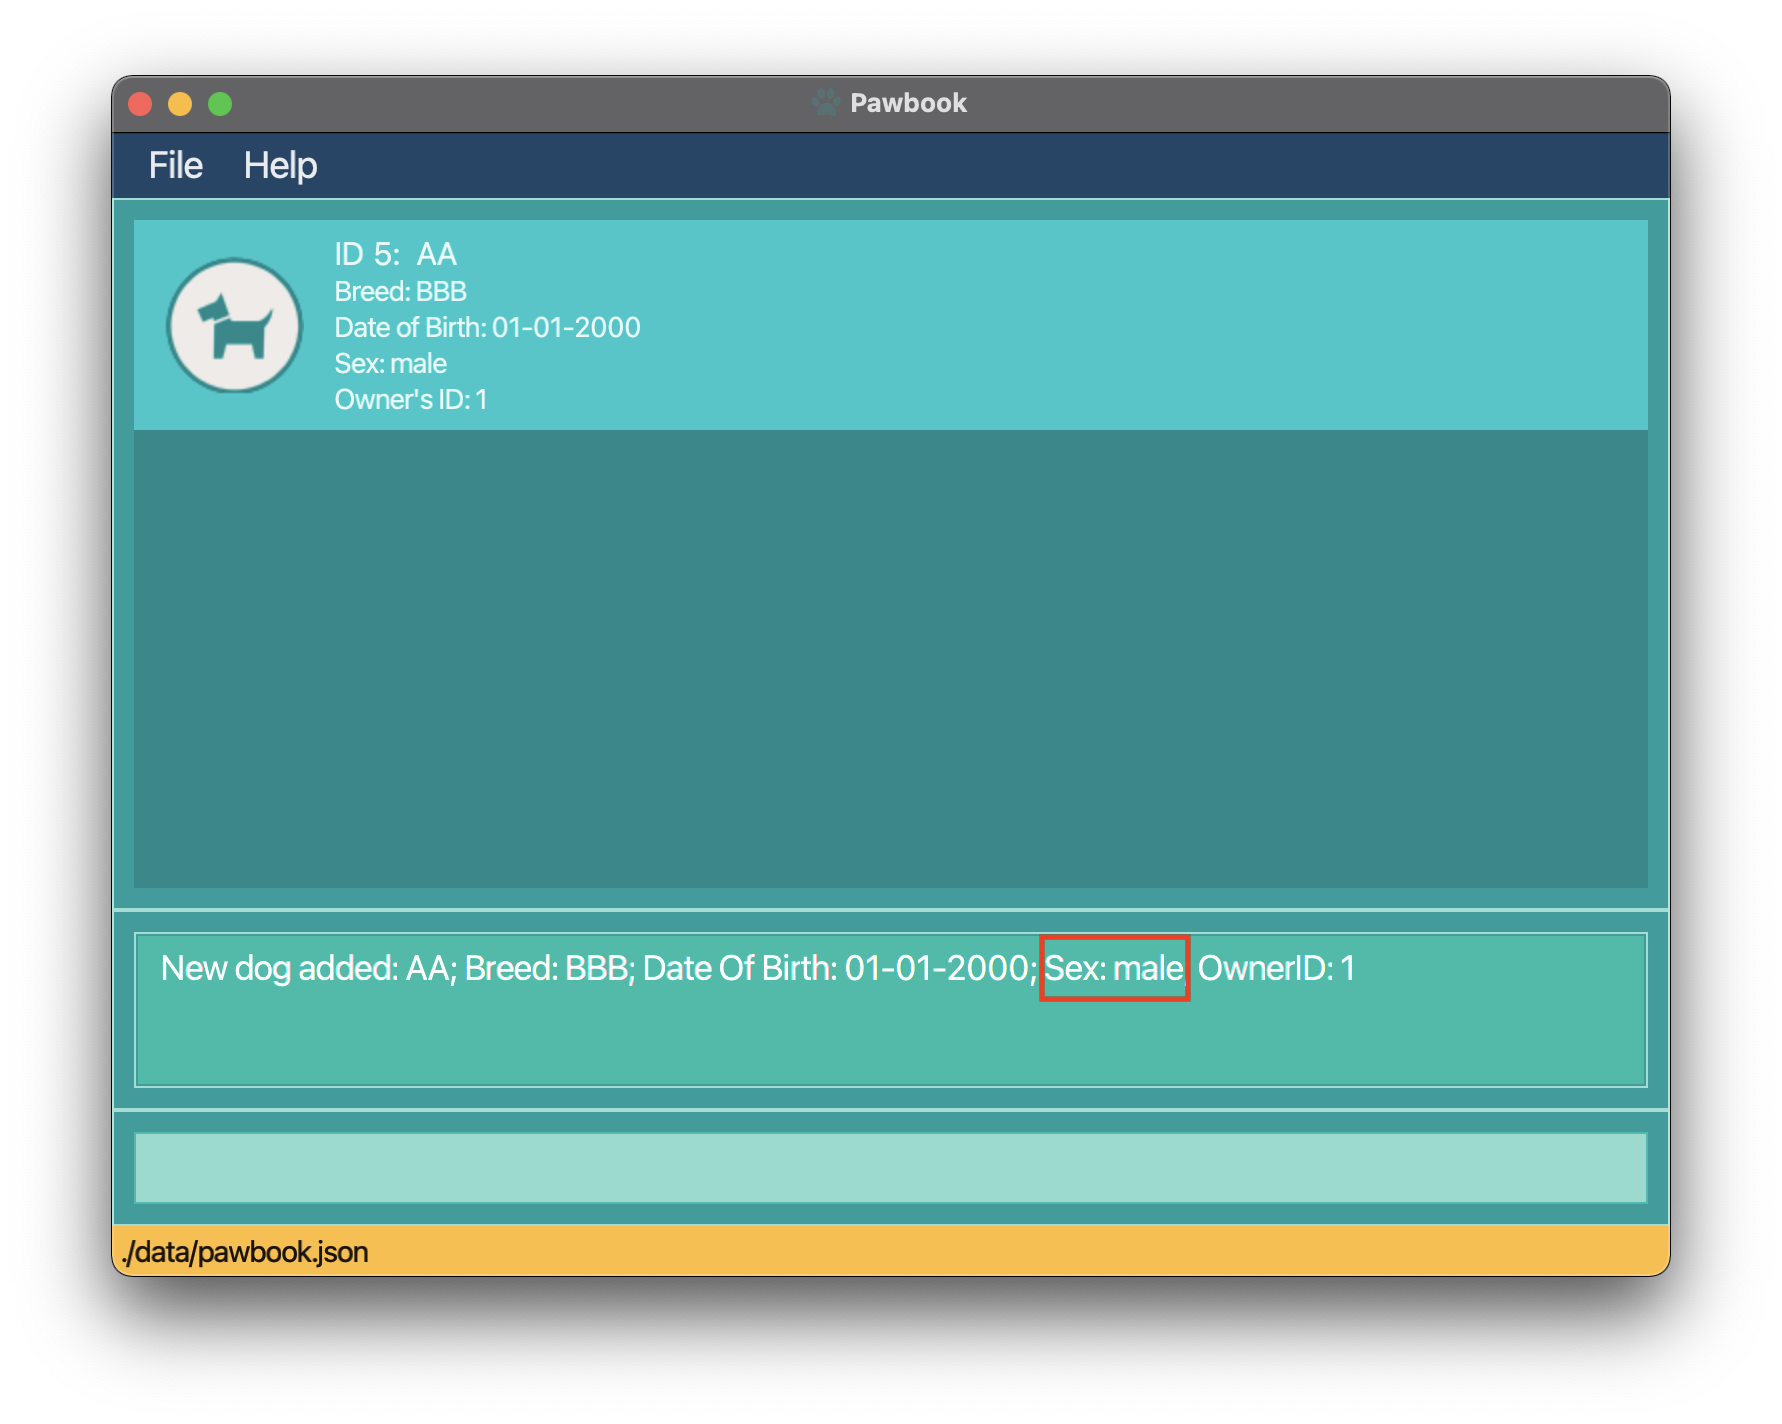 Pawbook
File Help
ID 5: AA
Breed: BBB
Date of Birth: 01-01-2000
Sex: male
Owner's ID: 1
New dog added: AA; Breed: BBB; Date Of Birth: 01-01-2000; Sex: male; OwnerID: 1
./data/pawbook.json